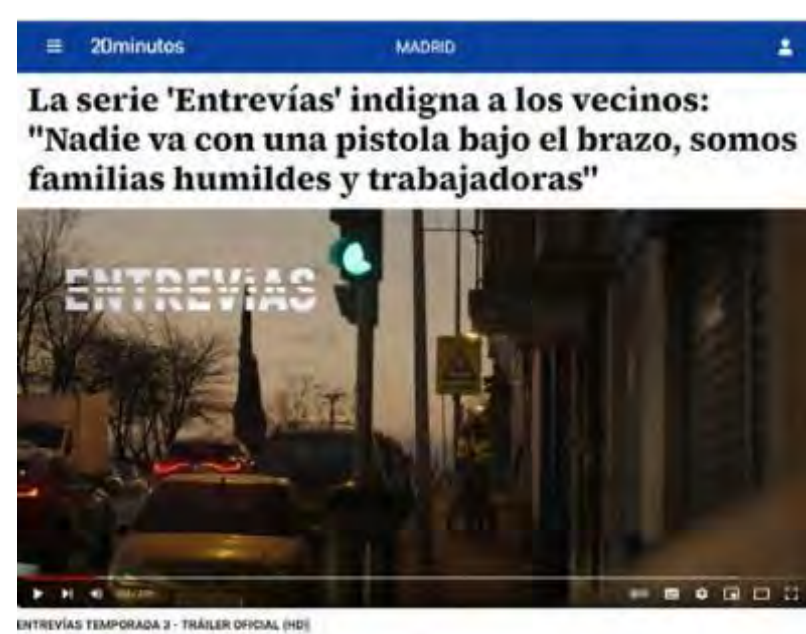 20minutos MADRID
La serie 'Entrevías' indigna a los vecinos:
"Nadie va con una pistola bajo el brazo, somos
familias humildes y trabajadoras"
ENTREVÍAS
ENTREVÍAS TEMPORADA 3 - TRÁILER OFICIAL (HD)